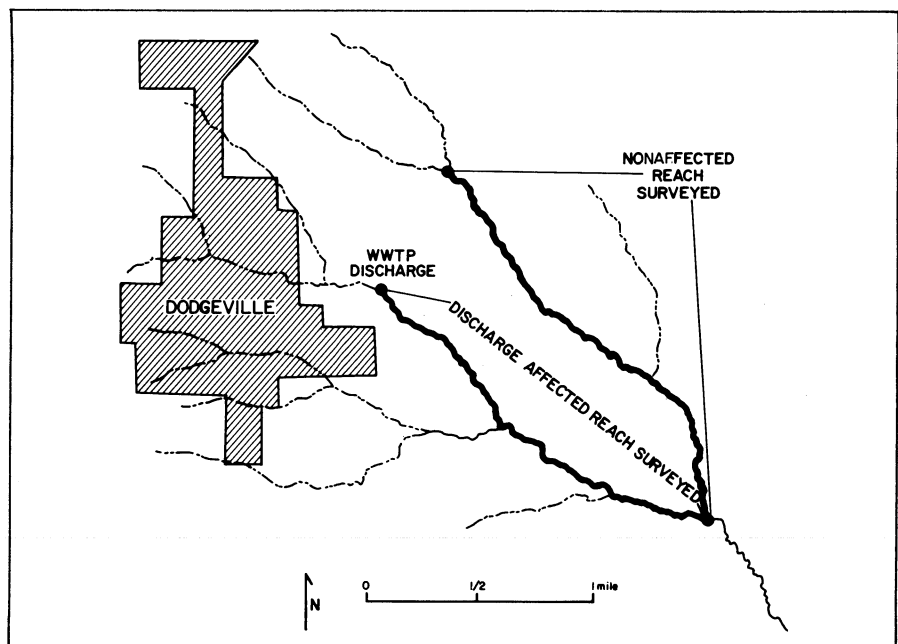 NONAFFECTED
REACH
SURVEYED
WWTP
DISCHARGE
DODGEVILLE
DISCHARGE AFFECTED REACH SURVEYED
N
0 1/2 1 mile